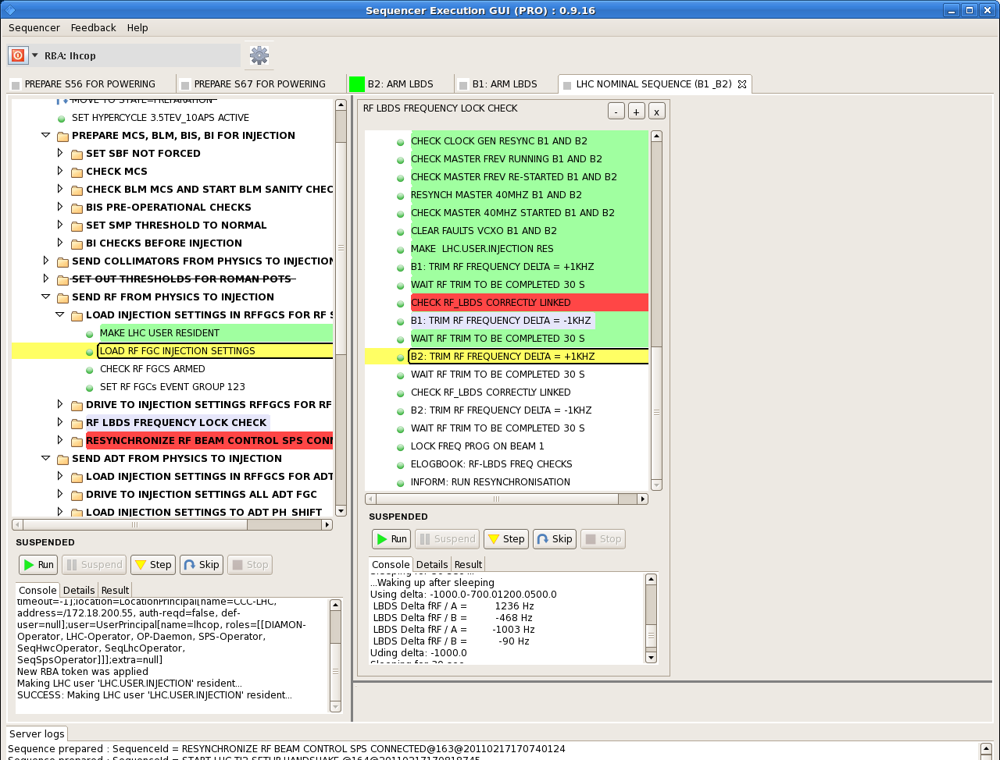 Sequencer Execution GUI (PRO) : 0.9.16
Sequencer Feedback Help
RBA: lhcop
PREPARE S56 FOR POWERING
PREPARE S67 FOR POWERING
B2: ARM LBDS
B1: ARM LBDS
LHC NOMINAL SEQUENCE (B1 _B2)
MOVE TO STATE=PREPARATION
SET HYPERCYCLE 3.5TEV_10APS ACTIVE
PREPARE MCS, BLM, BIS, BI FOR INJECTION
SET SBF NOT FORCED
CHECK MCS
CHECK BLM MCS AND START BLM SANITY CHEC
BIS PRE-OPERATIONAL CHECKS
SET SMP THRESHOLD TO NORMAL
BI CHECKS BEFORE INJECTION
SEND COLLIMATORS FROM PHYSICS TO INJECTION
SET OUT THRESHOLDS FOR ROMAN POTS
SEND RF FROM PHYSICS TO INJECTION
LOAD INJECTION SETTINGS IN RFFGCS FOR RF S
MAKE LHC USER RESIDENT
LOAD RF FGC INJECTION SETTINGS
CHECK RF FGCS ARMED
SET RF FGCs EVENT GROUP 123
DRIVE TO INJECTION SETTINGS RFFGCS FOR RF
RF LBDS FREQUENCY LOCK CHECK
RESYNCHRONIZE RF BEAM CONTROL SPS CONN
SEND ADT FROM PHYSICS TO INJECTION
LOAD INJECTION SETTINGS IN RFFGCS FOR ADT
DRIVE TO INJECTION SETTINGS ALL ADT FGC
LOAD INJECTION SETTINGS TO ADT PH_SHIFT
SUSPENDED
Run Suspend Step Skip Stop
Console Details Result
timeout=-1];location=LocationPrincipal[name=CCC-LHC,
address=/172.18.200.55, auth-reqd=false, def-
user=null];user=UserPrincipal[name=lhcop, roles=[[DIAMON-
Operator, LHC-Operator, OP-Daemon, SPS-Operator,
SeqHwcOperator, SeqLhcOperator,
SeqSpsOperator]]];extra=null]
New RBA token was applied
Making LHC user 'LHC.USER.INJECTION' resident...
SUCCESS: Making LHC user 'LHC.USER.INJECTION' resident...
RF LBDS FREQUENCY LOCK CHECK
- + x
CHECK CLOCK GEN RESYNC B1 AND B2
CHECK MASTER FREV RUNNING B1 AND B2
CHECK MASTER FREV RE-STARTED B1 AND B2
RESYNCH MASTER 40MHZ B1 AND B2
CHECK MASTER 40MHZ STARTED B1 AND B2
CLEAR FAULTS VCXO B1 AND B2
MAKE  LHC.USER.INJECTION RES
B1: TRIM RF FREQUENCY DELTA = +1KHZ
WAIT RF TRIM TO BE COMPLETED 30 S
CHECK RF_LBDS CORRECTLY LINKED
B1: TRIM RF FREQUENCY DELTA = -1KHZ
WAIT RF TRIM TO BE COMPLETED 30 S
B2: TRIM RF FREQUENCY DELTA = +1KHZ
WAIT RF TRIM TO BE COMPLETED 30 S
CHECK RF_LBDS CORRECTLY LINKED
B2: TRIM RF FREQUENCY DELTA = -1KHZ
WAIT RF TRIM TO BE COMPLETED 30 S
LOCK FREQ PROG ON BEAM 1
ELOGBOOK: RF-LBDS FREQ CHECKS
INFORM: RUN RESYNCHRONISATION
SUSPENDED
Run Suspend Step Skip Stop
Console Details Result
Sleeping for 30 sec ...
...Waking up after sleeping
Using delta: -1000.0-700.01200.0500.0
LBDS Delta fRF / A = 1236 Hz
LBDS Delta fRF / B = -468 Hz
LBDS Delta fRF / A = -1003 Hz
LBDS Delta fRF / B = -90 Hz
Uding delta: -1000.0
Sleeping for 30 sec
Server logs
Sequence prepared : SequenceId = RESYNCHRONIZE RF BEAM CONTROL SPS CONNECTED@163@20110217170740124
Sequence prepared : SequenceId = START LHC TI2 SETUP HANDSHAKE @164@20110217170818745